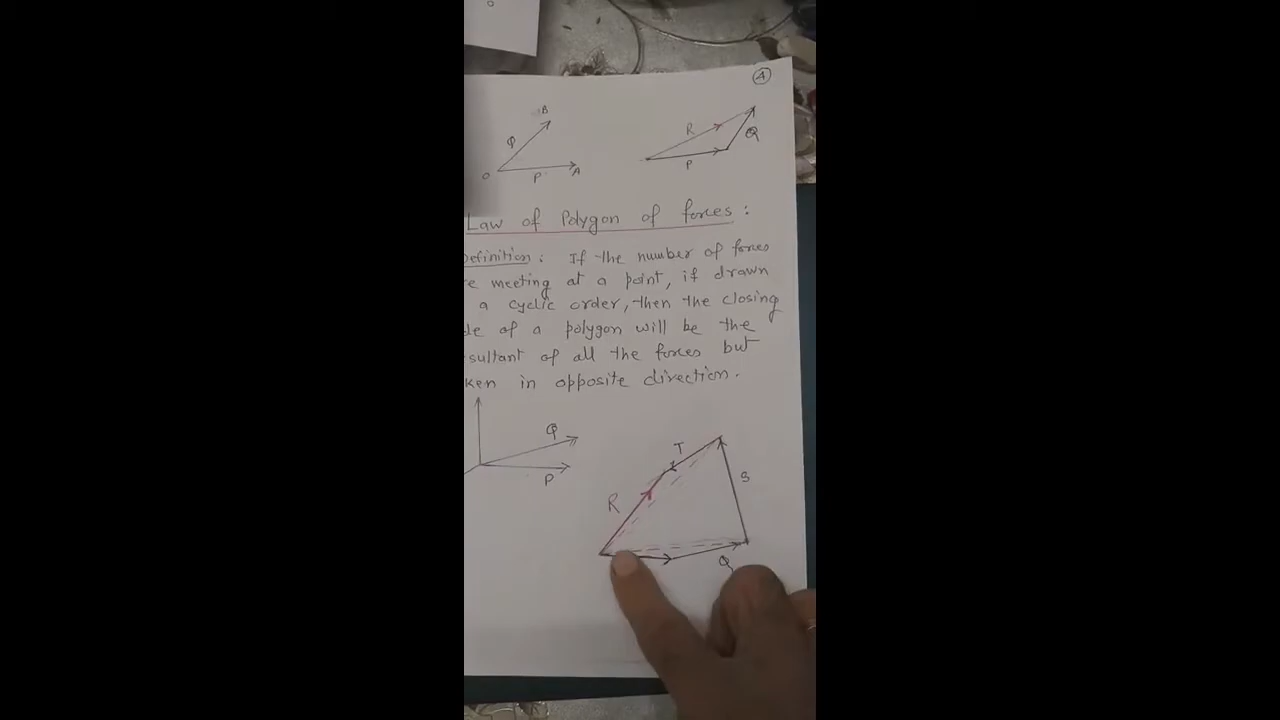 4
B
Q
O
P
A
R
Q
P
Law of Polygon of forces :
Definition : If the number of forces
re meeting at a point, if drawn
a cyclic order, then the closing
de of a polygon will be the
sultant of all the forces but
ken in opposite direction.
Q
P
T
R
S
Q